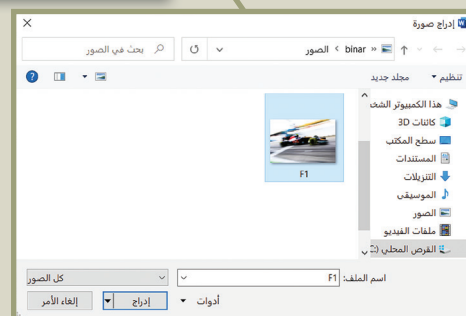 إدراج صورة
binar > الصور
بحث في الصور
تنظيم
مجلد جديد
هذا الكمبيوتر الشخ
كائنات 3D
سطح المكتب
المستندات
التنزيلات
الموسيقى
الصور
ملفات الفيديو
القرص المحلي (C:
F1
اسم الملف: F1
كل الصور
أدوات
إدراج
إلغاء الأمر